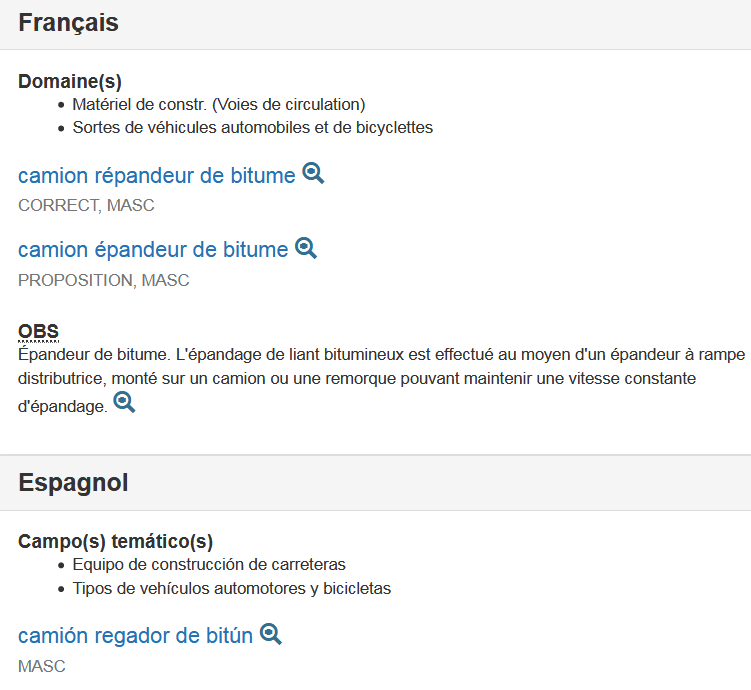 Français
Domaine(s)
• Matériel de constr. (Voies de circulation)
• Sortes de véhicules automobiles et de bicyclettes
camion répandeur de bitume
CORRECT, MASC
camion épandeur de bitume
PROPOSITION, MASC
OBS
Épandeur de bitume. L'épandage de liant bitumineux est effectué au moyen d'un épandeur à rampe
distributrice, monté sur un camion ou une remorque pouvant maintenir une vitesse constante
d'épandage.
Espagnol
Campo(s) temático(s)
• Equipo de construcción de carreteras
• Tipos de vehículos automotores y bicicletas
camión regador de bitún
MASC